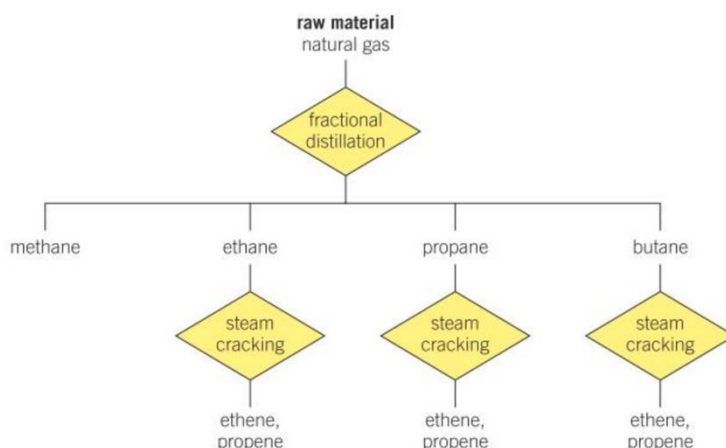 raw material
natural gas
fractional
distillation
methane
ethane
propane
butane
steam
cracking
steam
cracking
steam
cracking
ethene,
propene
ethene,
propene
ethene,
propene